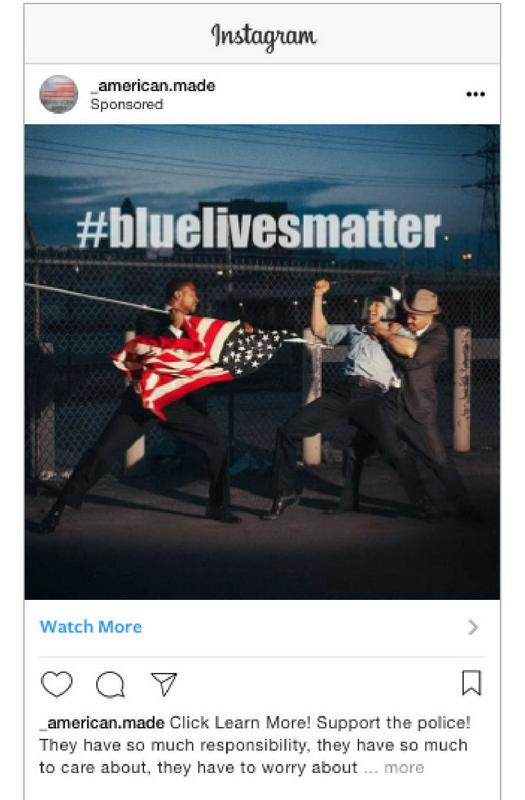 Instagram
_american.made
Sponsored
#bluelivesmatter
Watch More
_american.made Click Learn More! Support the police!
They have so much responsibility, they have so much
to care about, they have to worry about ... more